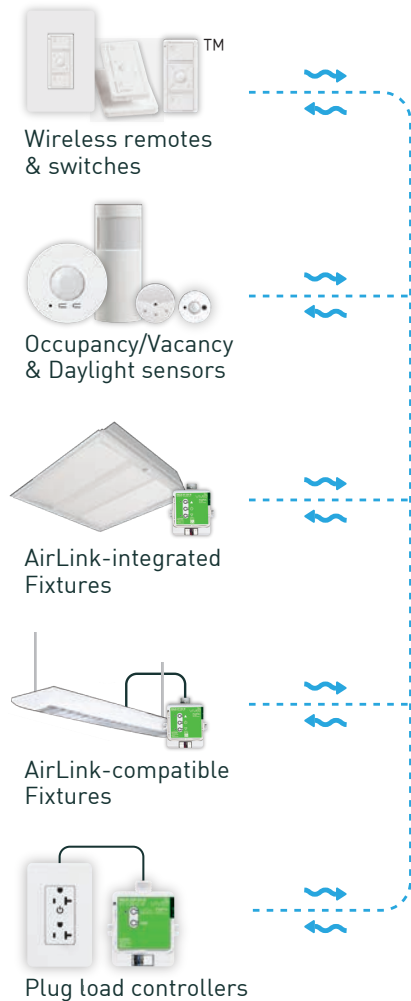 TM
Wireless remotes
& switches
Occupancy/Vacancy
& Daylight sensors
AirLink-integrated
Fixtures
AirLink-compatible
Fixtures
Plug load controllers